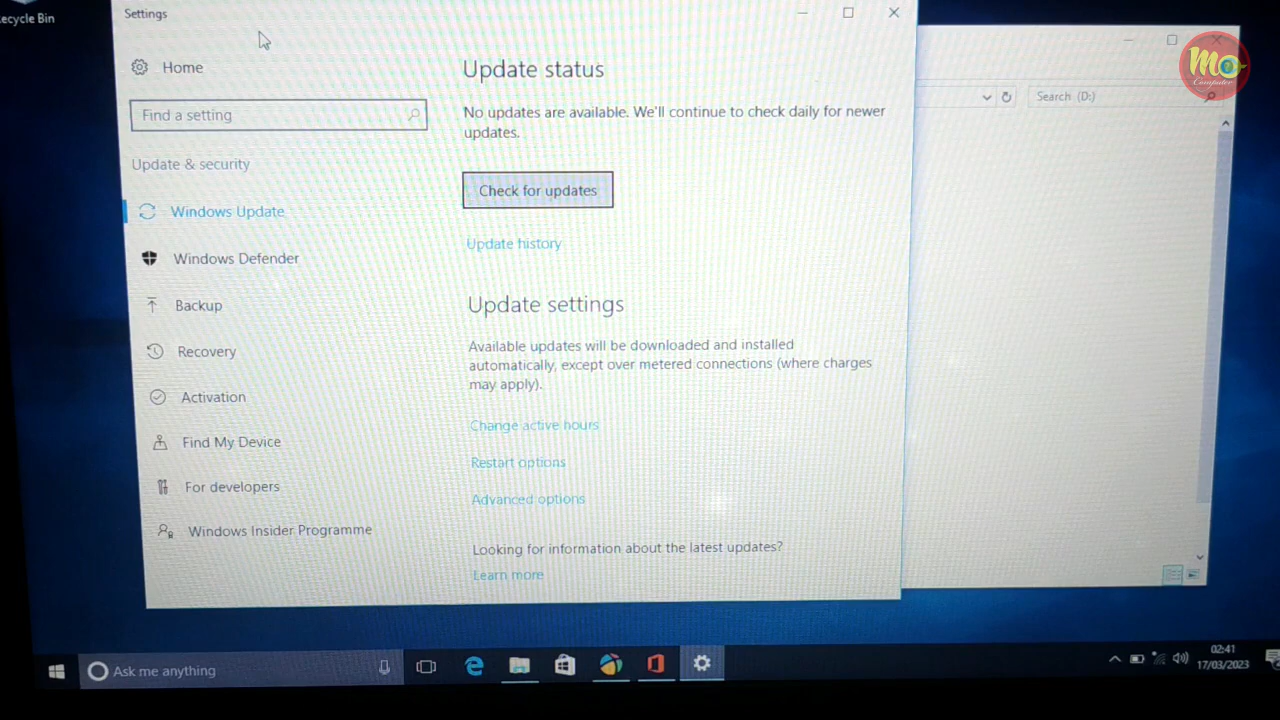 ecycle Bin
Settings
Home
Find a setting
Update & security
Windows Update
Windows Defender
Backup
Recovery
Activation
Find My Device
For developers
Windows Insider Programme
Update status
No updates are available. We'll continue to check daily for newer
updates.
Check for updates
Update history
Update settings
Available updates will be downloaded and installed
automatically, except over metered connections (where charges
may apply).
Change active hours
Restart options
Advanced options
Looking for information about the latest updates?
Learn more
Search (D:)
Mo
Computer
Ask me anything
02:41
17/03/2023